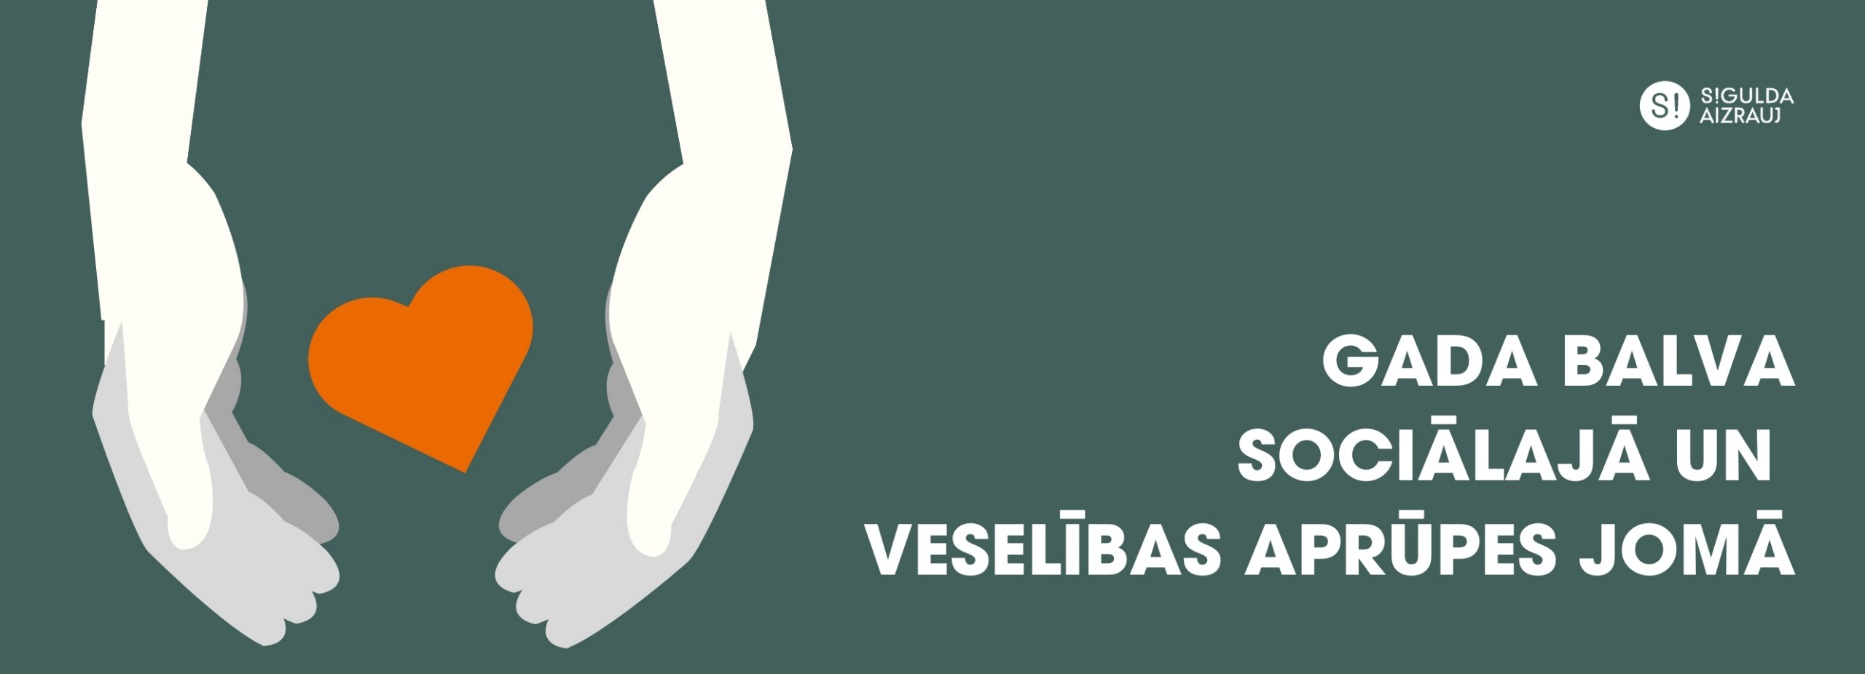 S! S!GULDA
AIZRAUJ
GADA BALVA
SOCIĀLAJĀ UN
VESELĪBAS APRŪPES JOMĀ